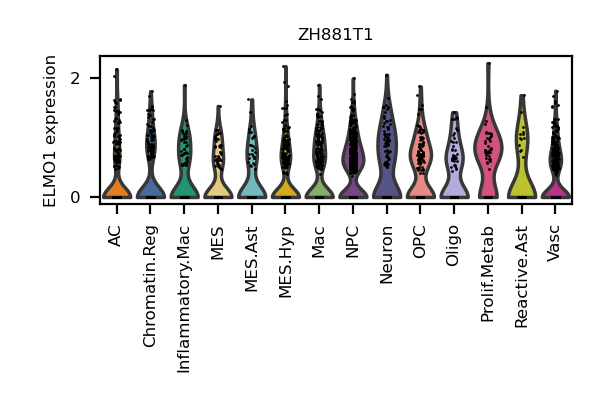 ZH881T1
ELMO1 expression
2
0
AC
Chromatin.Reg
Inflammatory.Mac
MES
MES.Ast
MES.Hyp
Mac
NPC
Neuron
OPC
Oligo
Prolif.Metab
Reactive.Ast
Vasc